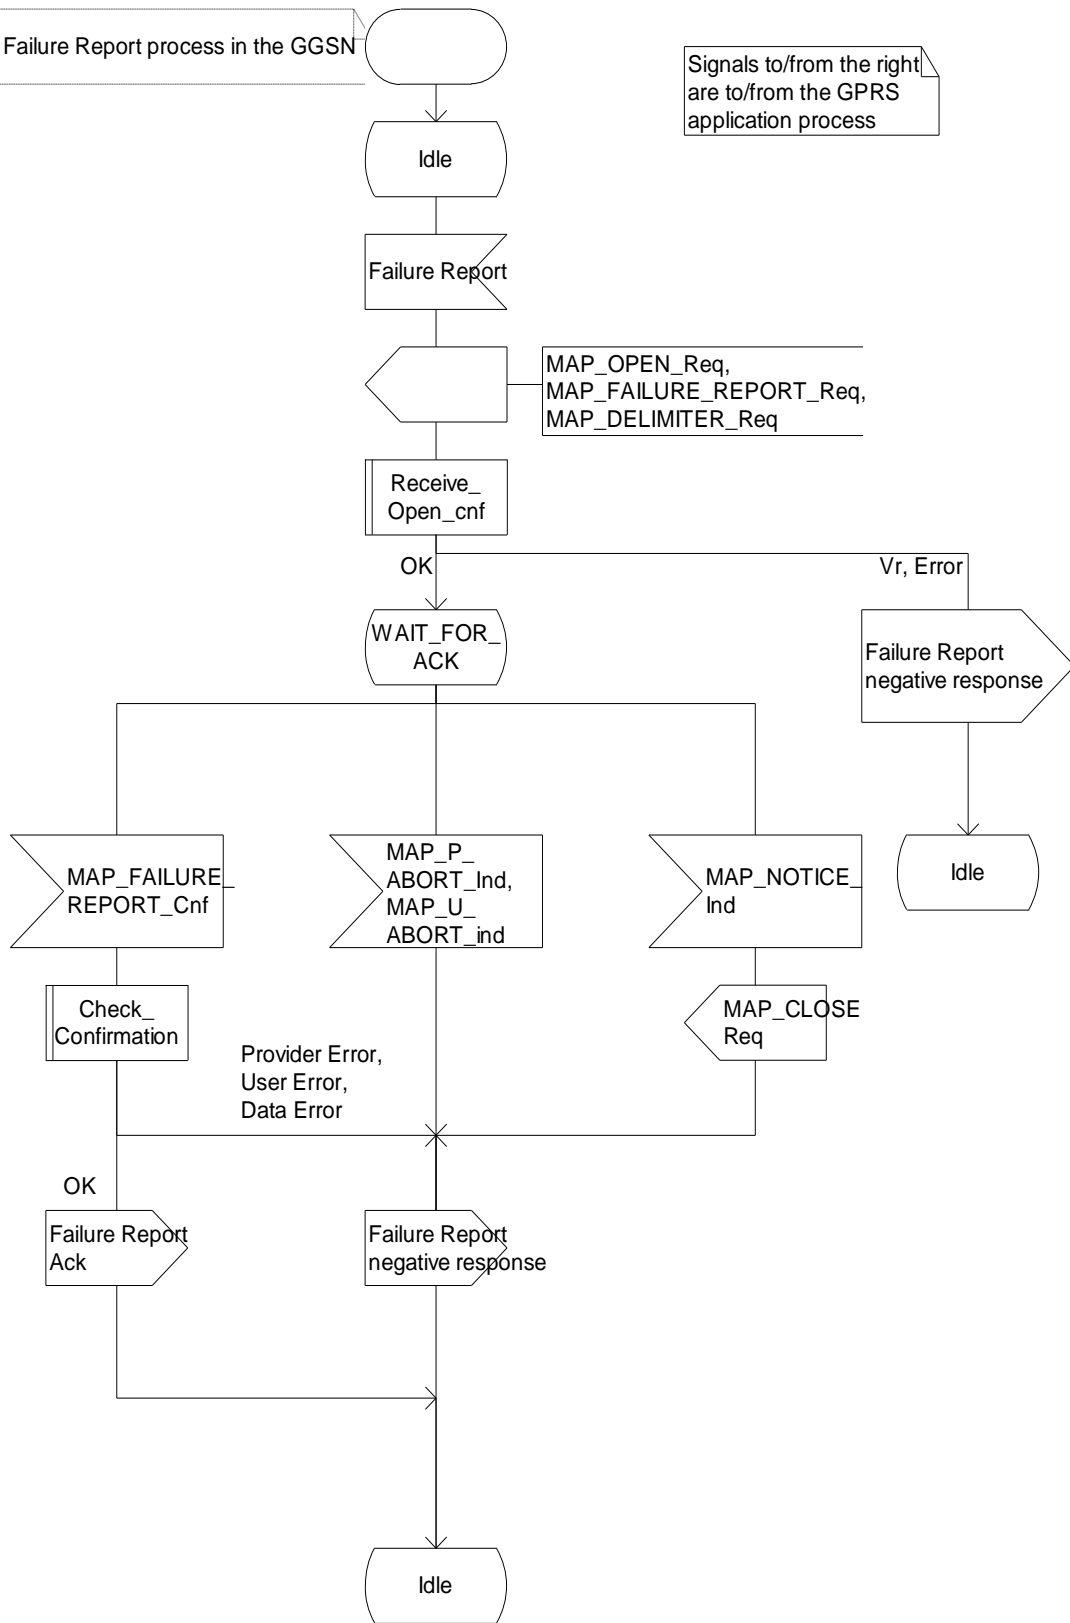 Failure Report process in the GGSN
Signals to/from the right
are to/from the GPRS
application process
Idle
Failure Report
MAP_OPEN_Req,
MAP_FAILURE_REPORT_Req,
MAP_DELIMITER_Req
Receive_
Open_cnf
OK
Vr, Error
WAIT_FOR_
ACK
Failure Report
negative response
MAP_FAILURE_
REPORT_Cnf
MAP_P_
ABORT_Ind,
MAP_U_
ABORT_ind
MAP_NOTICE_
Ind
Idle
Check_
Confirmation
MAP_CLOSE
Req
Provider Error,
User Error,
Data Error
OK
Failure Report
Ack
Failure Report
negative response
Idle